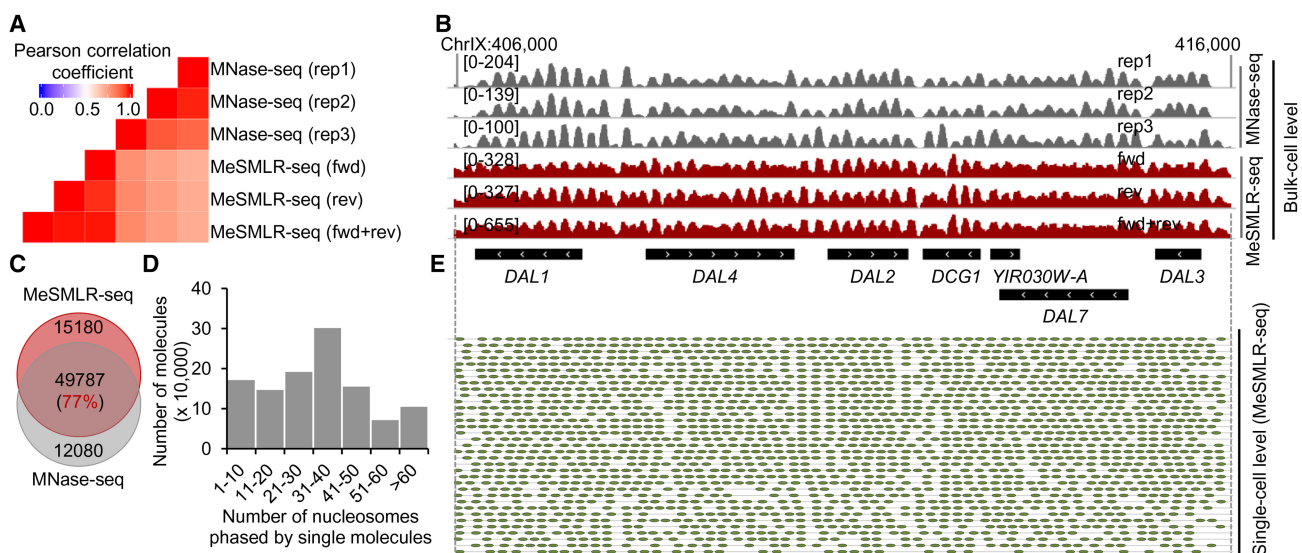 A
Pearson correlation
coefficient
0.0 0.5 1.0
MNase-seq (rep1)
MNase-seq (rep2)
MNase-seq (rep3)
MeSMLR-seq (fwd)
MeSMLR-seq (rev)
MeSMLR-seq (fwd+rev)
B
ChrIX:406,000 416,000
[0-204] rep1
[0-139] rep2
[0-100] rep3
[0-328] fwd
[0-327] rev
[0-655] fwd+rev
MNase-seq
MeSMLR-seq
Bulk-cell level
DAL1 DAL4 DAL2 DCG1 YIR030W-A DAL3
DAL7
C
MeSMLR-seq
15180
49787
(77%)
12080
MNase-seq
D
Number of molecules
(x 10,000)
40
30
20
10
0
1-10 11-20 21-30 31-40 41-50 51-60 >60
Number of nucleosomes
phased by single molecules
E
Single-cell level (MeSMLR-seq)